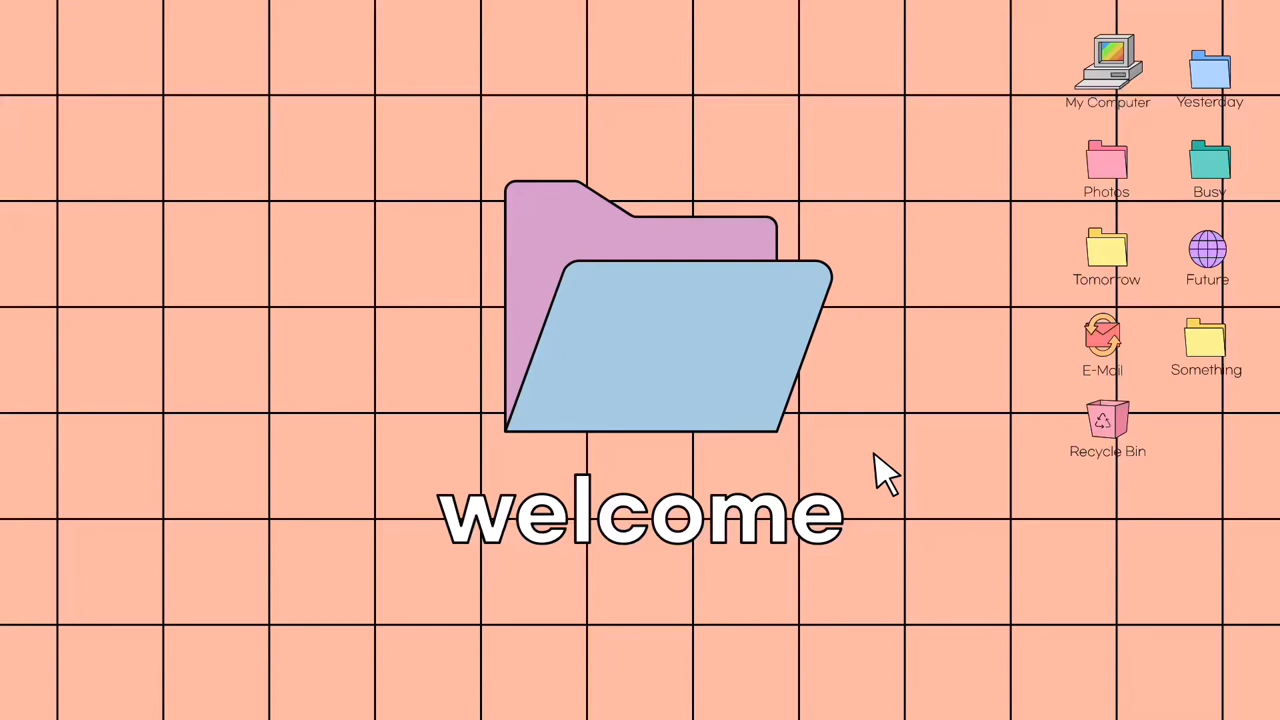 My Computer
Yesterday
Photos
Busy
Tomorrow
Future
E-Mail
Something
Recycle Bin
welcome